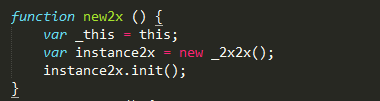 function new2x () {
    var _this = this;
    var instance2x = new _2x2x();
    instance2x.init();
}